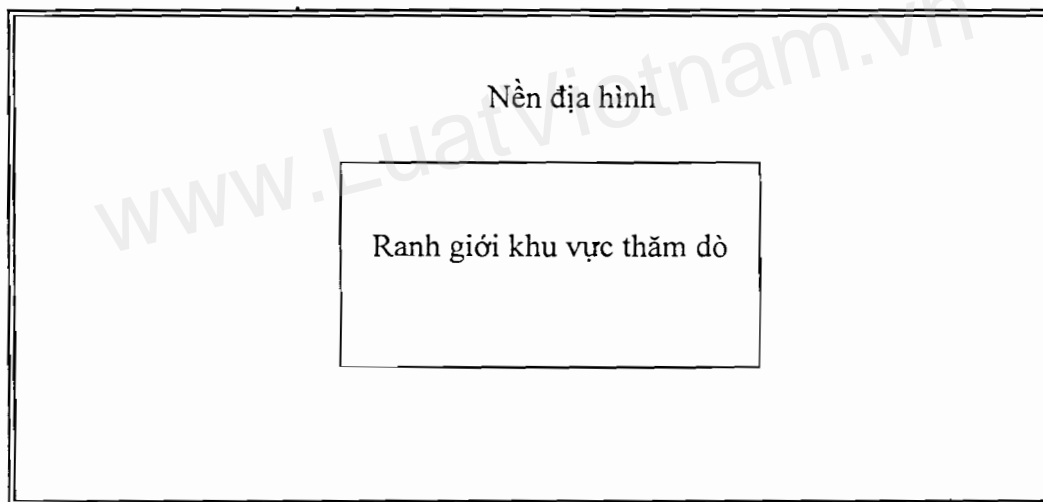 www.LuatVietnam.vn
Nền địa hình
Ranh giới khu vực thăm dò